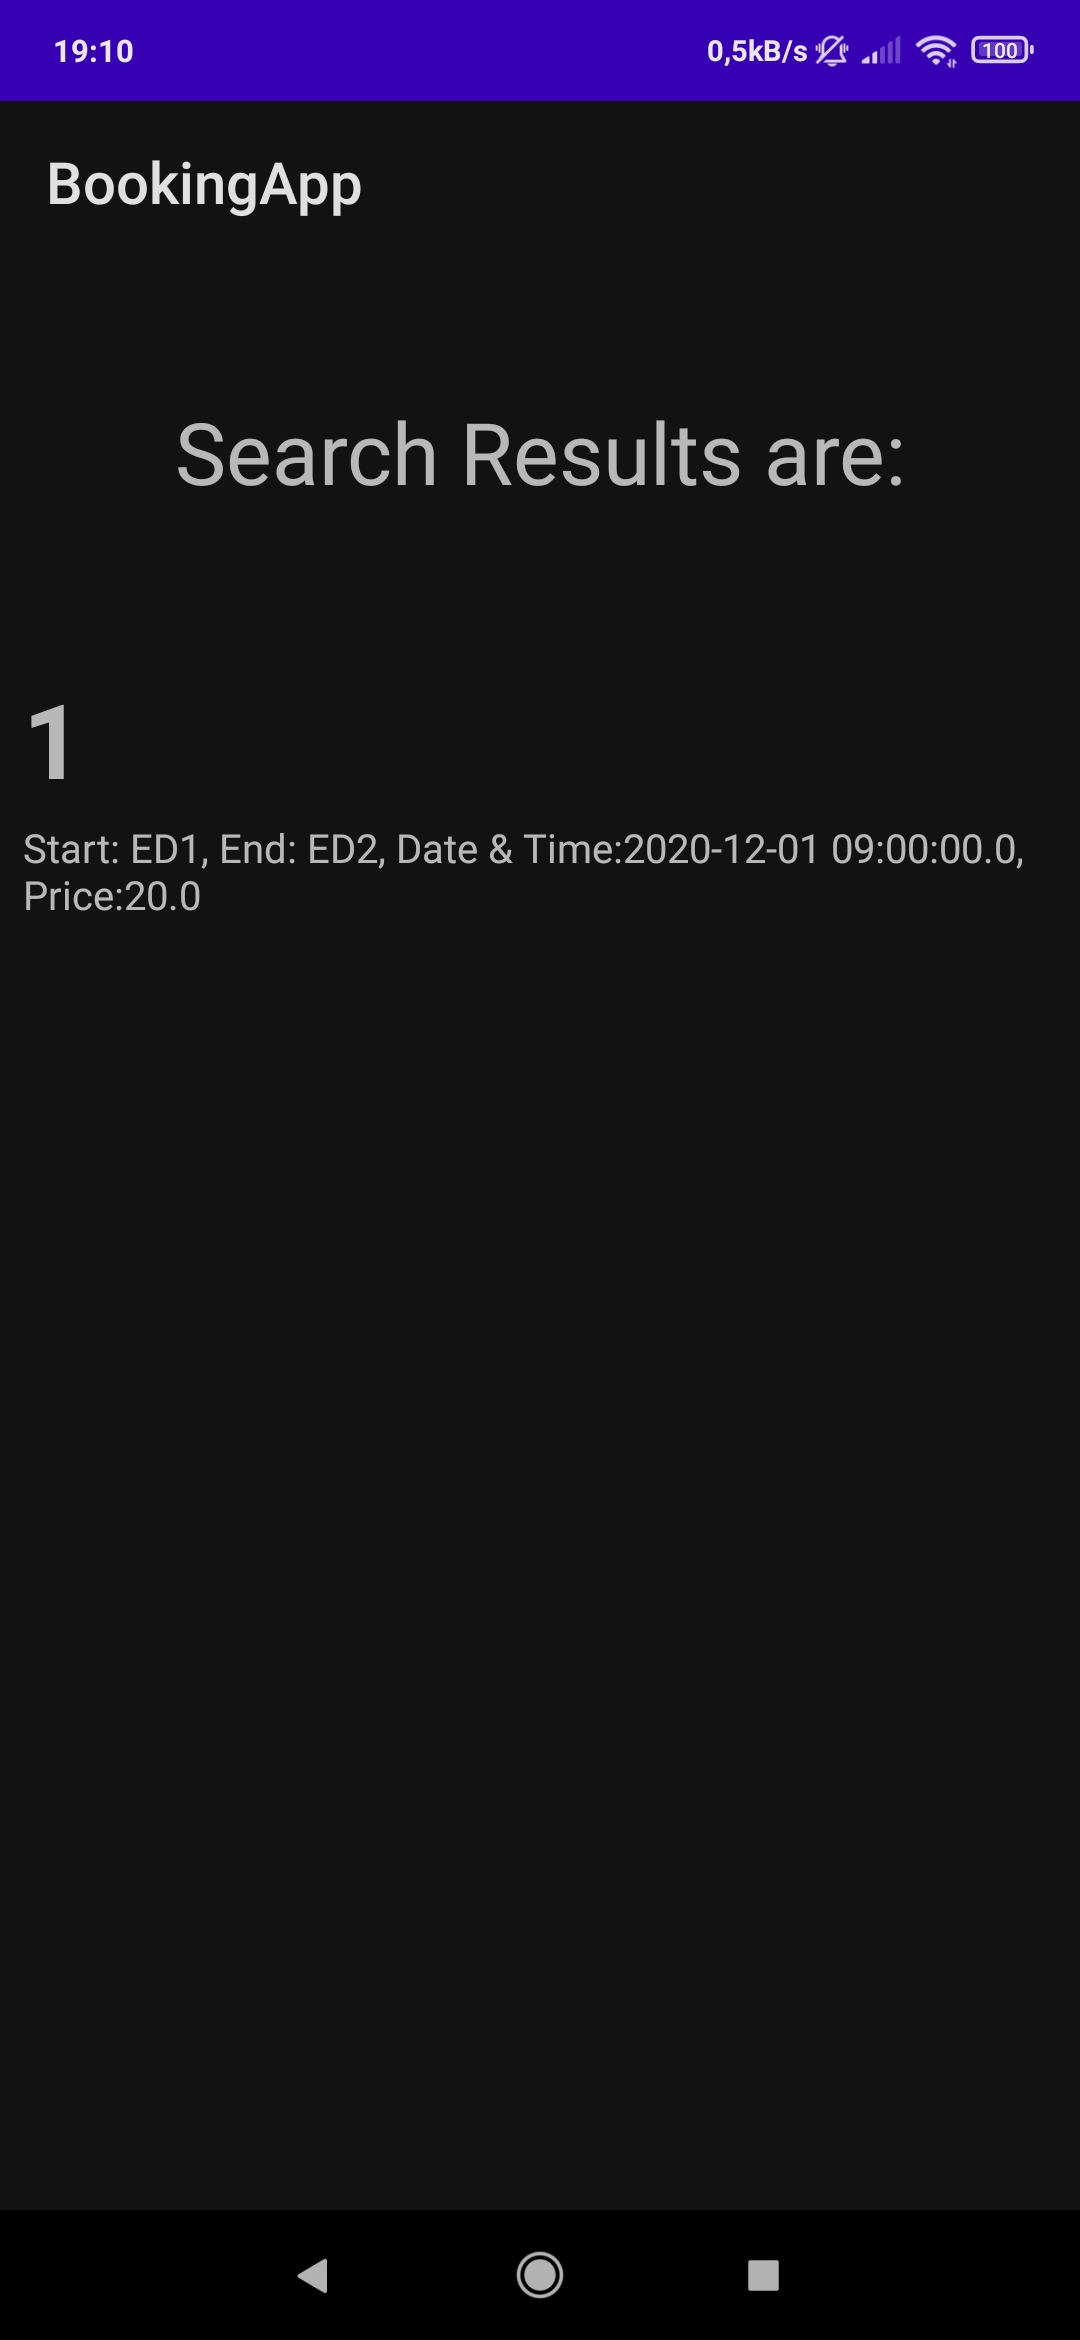 19:10 0,5kB/s 100
BookingApp
Search Results are:
1
Start: ED1, End: ED2, Date & Time:2020-12-01 09:00:00.0,
Price:20.0